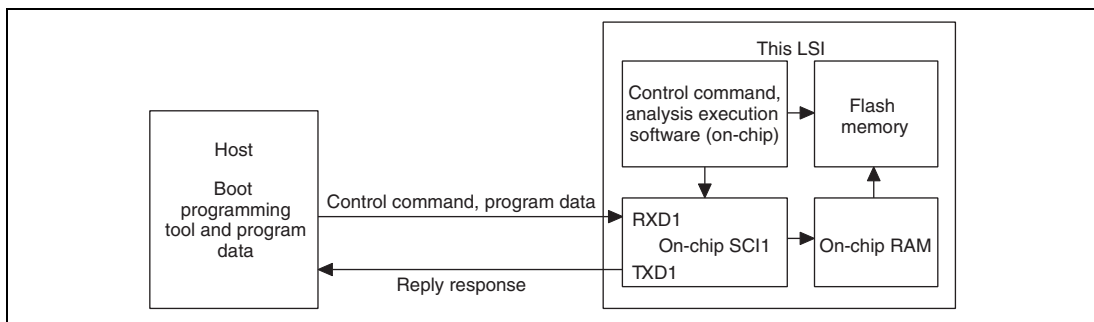 This LSI
Control command,
analysis execution
software (on-chip)
Flash
memory
Host
Boot
programming
tool and program
data
Control command, program data
RXD1
On-chip SCI1
TXD1
On-chip RAM
Reply response